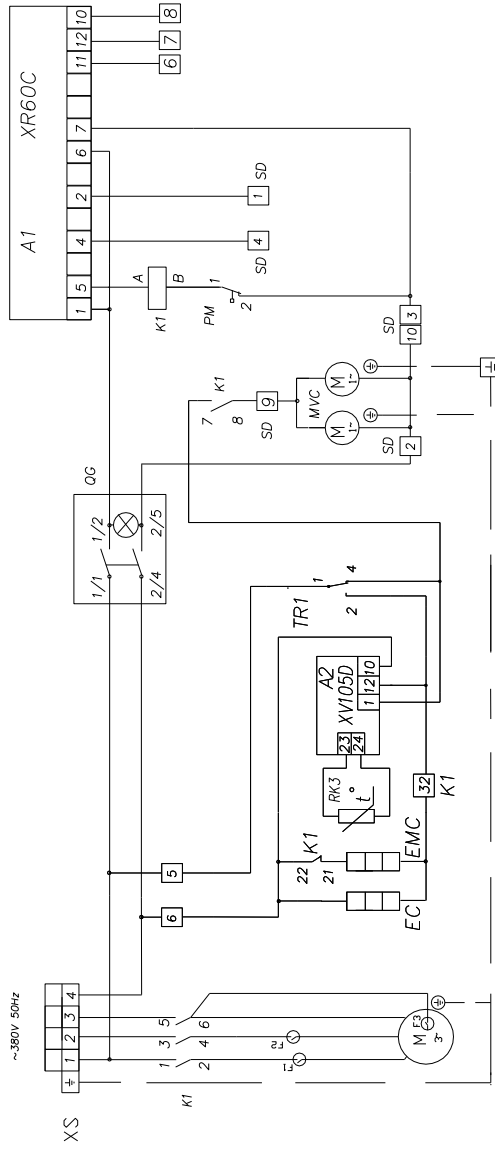 10
8
12
7
11
6
XR60C
7
6
2
1
SD
A1
4
4
SD
5
A
B
K1
PM
1
2
1
SD
3
10
K1
7
8
9
SD
MVC
M
1~
M
1~
SD
2
QG
1/2
2/5
1/1
2/4
TR1
1
4
2
A2
XV105D
10
12
1
23
24
RK3
t°
32
K1
K1
22
21
EMC
EC
5
6
~380V 50Hz
4
3
2
1
XS
5
6
3
4
1
2
K1
F2
F1
F3
M
3~